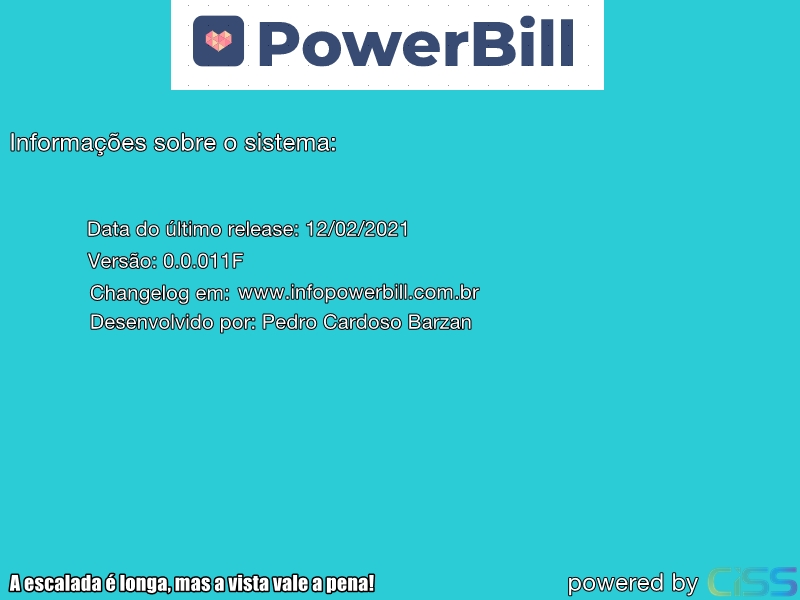 PowerBill
Informações sobre o sistema:
Data do último release: 12/02/2021
Versão: 0.0.011F
Changelog em: www.infopowerbill.com.br
Desenvolvido por: Pedro Cardoso Barzan
A escalada é longa, mas a vista vale a pena!
powered by CISS